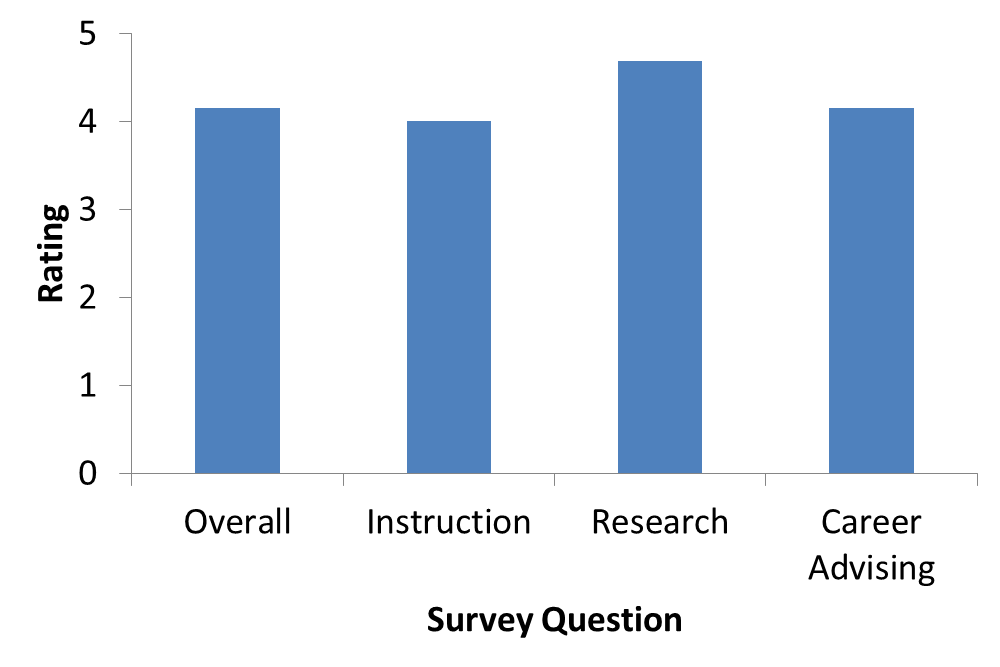 5
4
3
2
1
0
Rating
Overall
Instruction
Research
Career
Advising
Survey Question